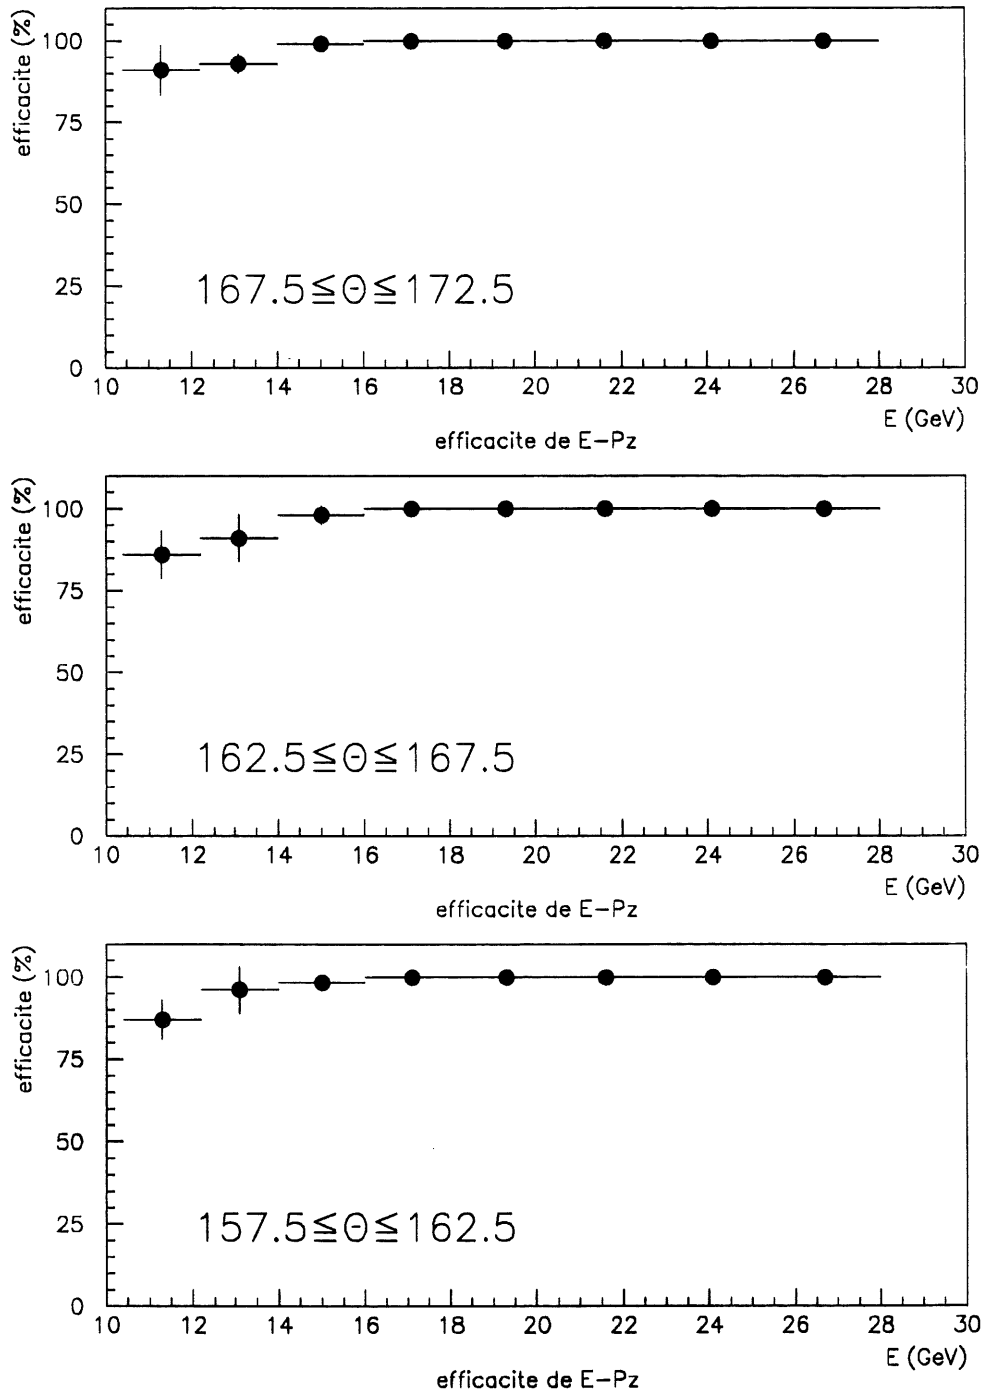 efficacite (%)
100
75
50
25
0
167.5≦Θ≦172.5
10 12 14 16 18 20 22 24 26 28 30
E (GeV)
efficacite de E-Pz
efficacite (%)
100
75
50
25
0
162.5≦Θ≦167.5
10 12 14 16 18 20 22 24 26 28 30
E (GeV)
efficacite de E-Pz
efficacite (%)
100
75
50
25
0
157.5≦Θ≦162.5
10 12 14 16 18 20 22 24 26 28 30
E (GeV)
efficacite de E-Pz